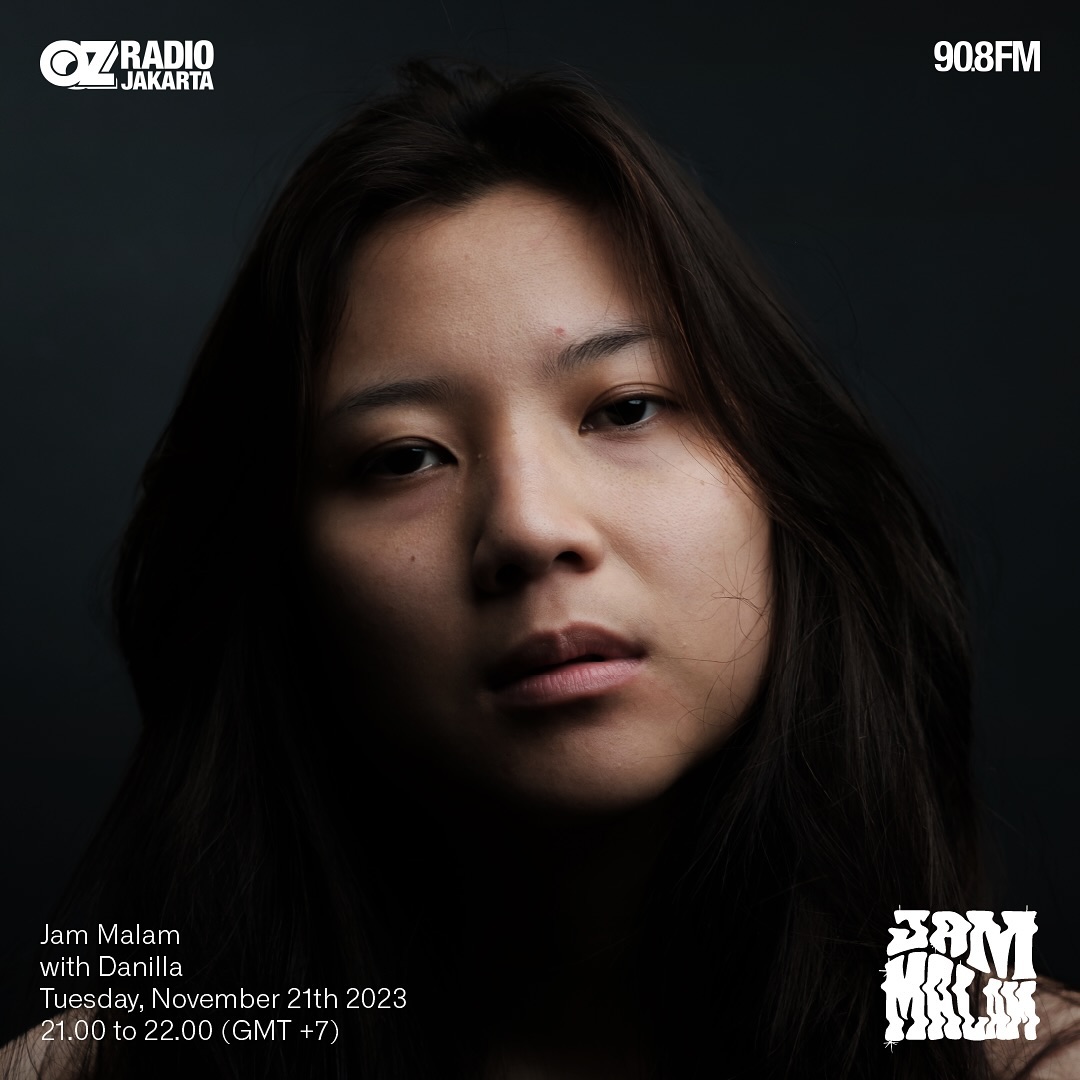 OZ RADIO
JAKARTA
90.8FM
Jam Malam
with Danilla
Tuesday, November 21th 2023
21.00 to 22.00 (GMT +7)
JAM
MALAM